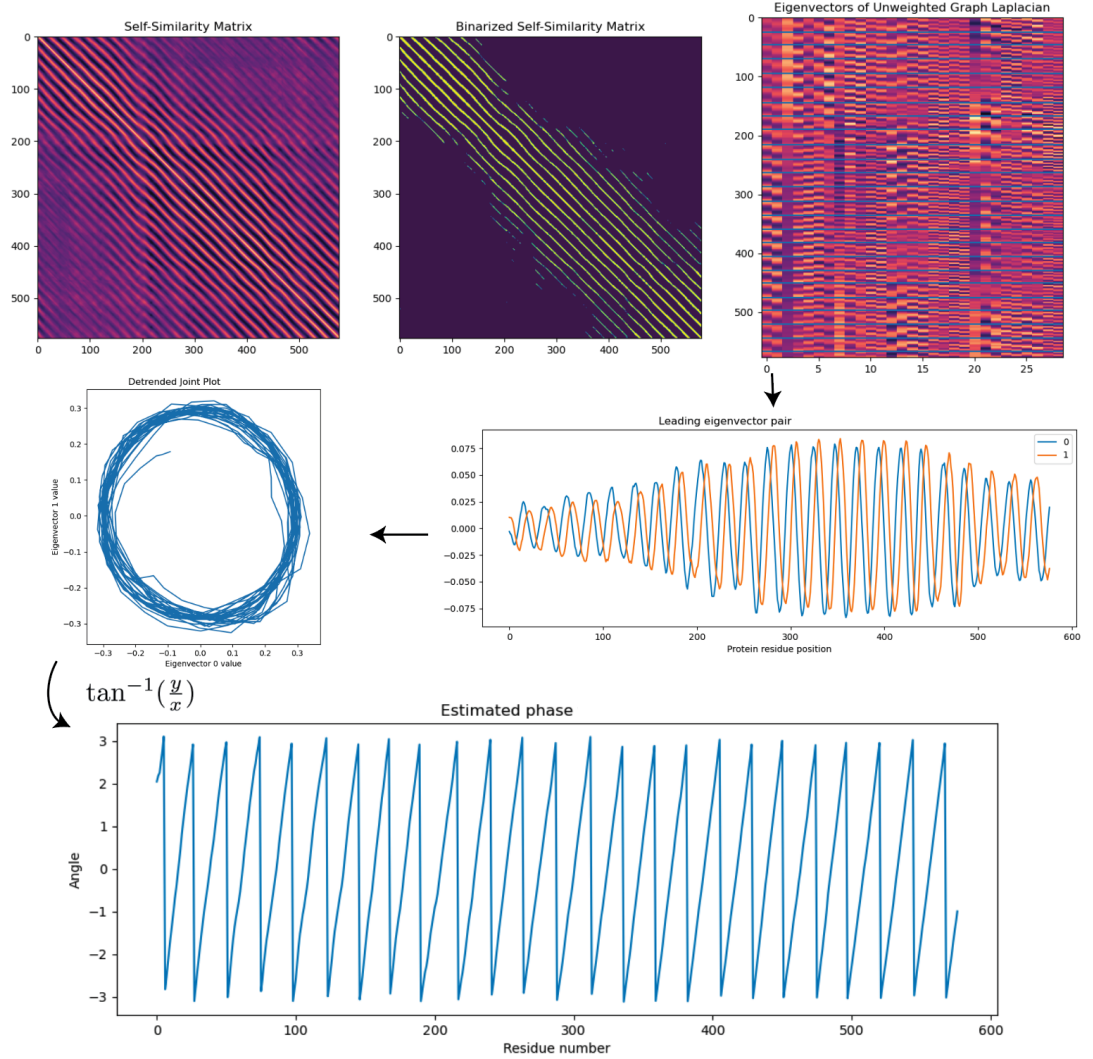 Self-Similarity Matrix
0
100
200
300
400
500
0 100 200 300 400 500
Binarized Self-Similarity Matrix
0
100
200
300
400
500
0 100 200 300 400 500
Eigenvectors of Unweighted Graph Laplacian
0
100
200
300
400
500
0 5 10 15 20 25
Detrended Joint Plot
Eigenvector 1 value
0.3
0.2
0.1
0.0
−0.1
−0.2
−0.3
−0.3 −0.2 −0.1 0.0 0.1 0.2 0.3
Eigenvector 0 value
Leading eigenvector pair
0
1
0.075
0.050
0.025
0.000
−0.025
−0.050
−0.075
0 100 200 300 400 500 600
Protein residue position
tan⁻¹(y/x)
Estimated phase
Angle
3
2
1
0
−1
−2
−3
0 100 200 300 400 500 600
Residue number